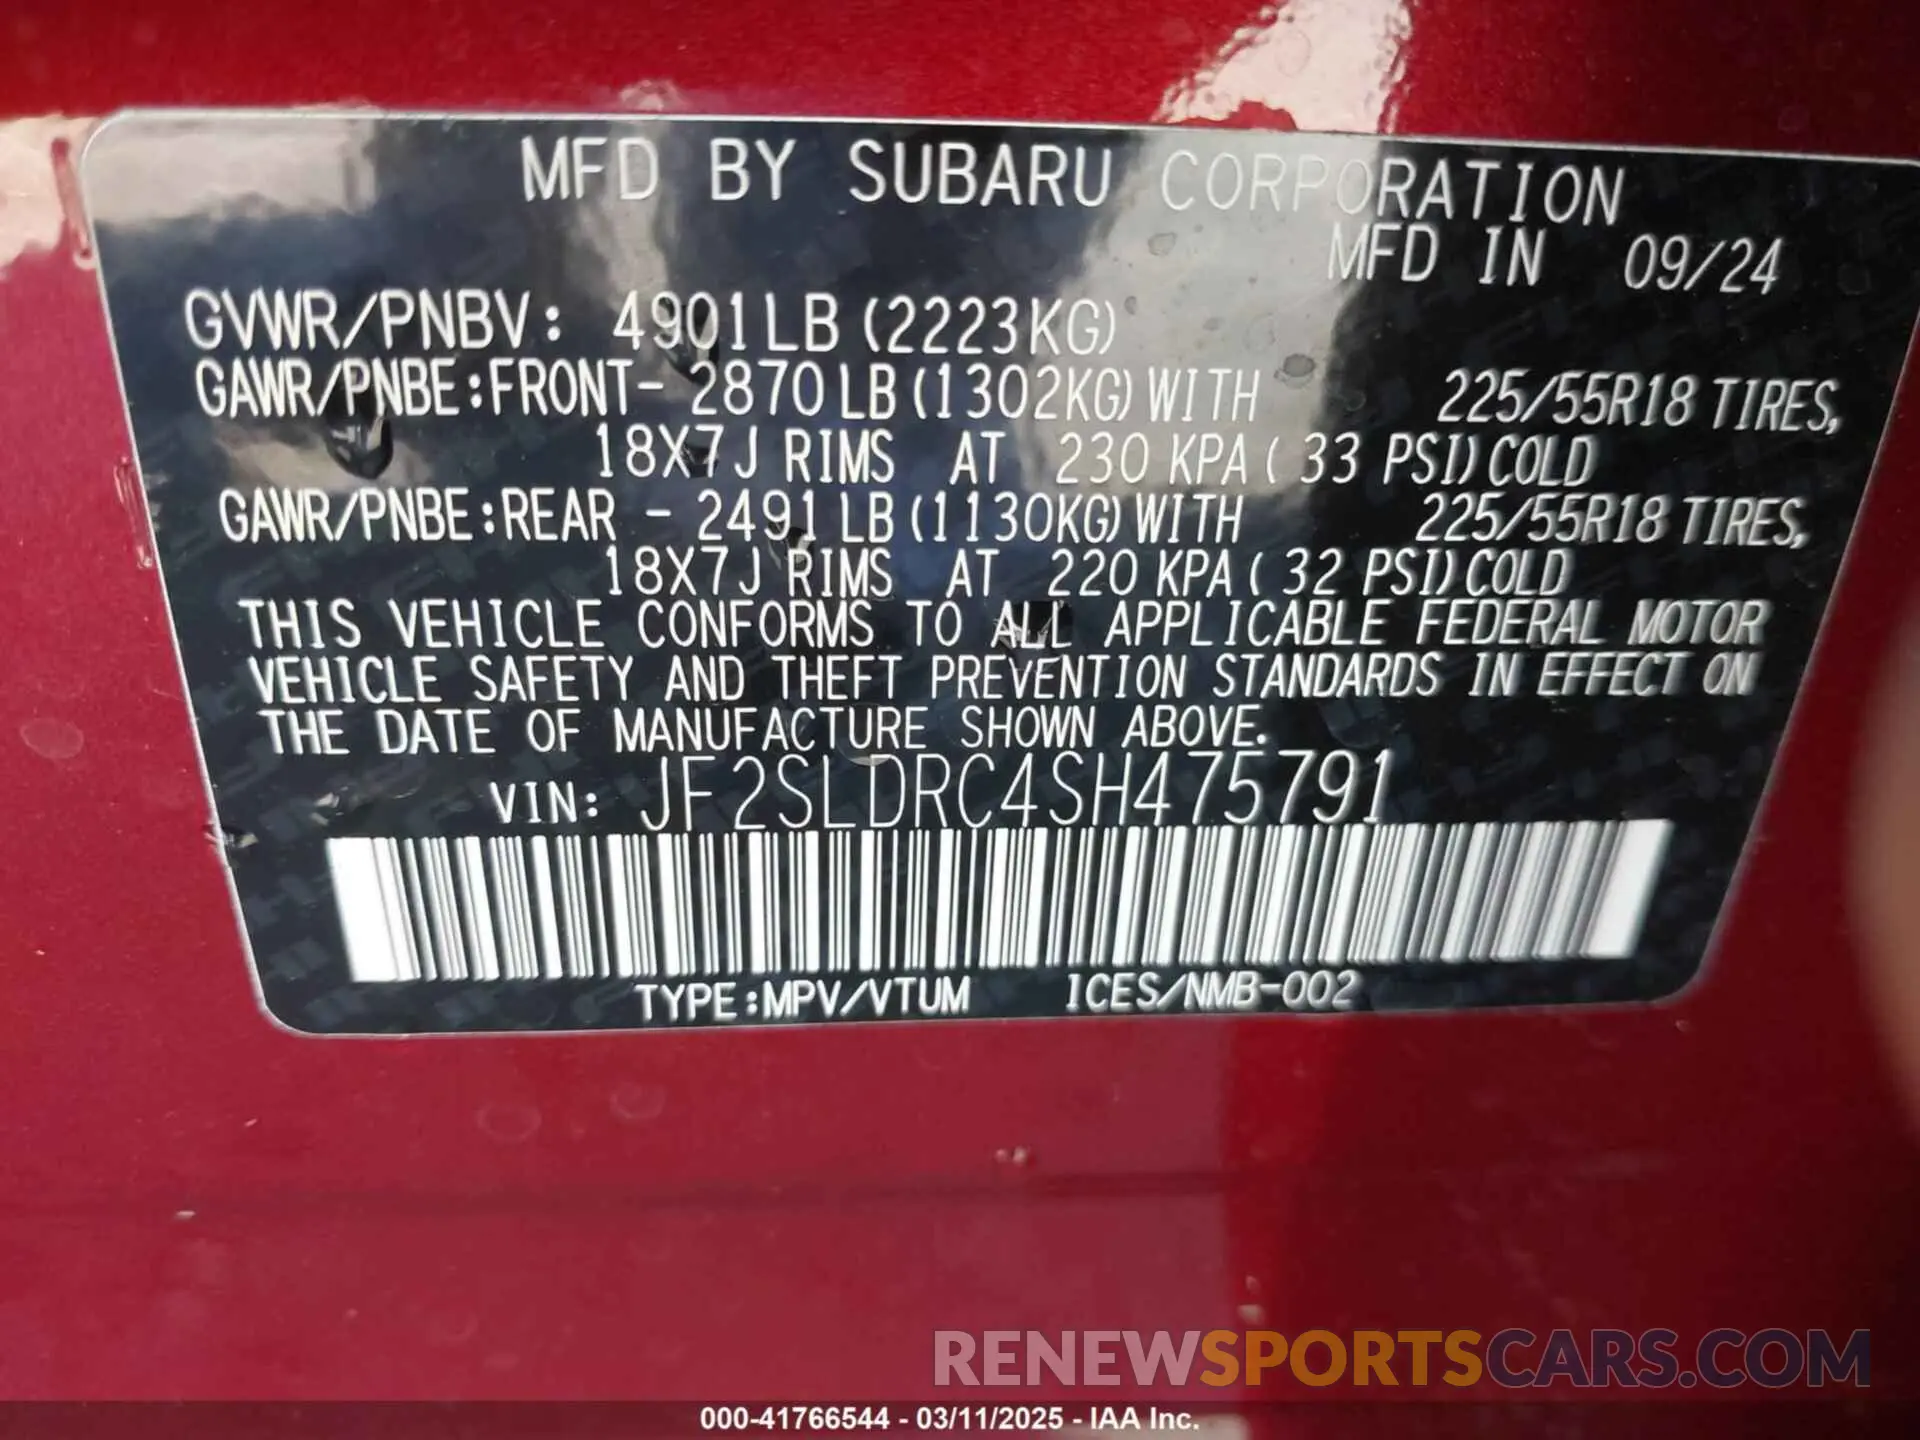 MFD BY SUBARU CORPORATION
MFD IN 09/24
GVWR/PNBV: 4901LB (2223KG)
GAWR/PNBE:FRONT- 2870LB(1302KG)WITH 225/55R18 TIRES,
18X7J RIMS AT 230 KPA( 33 PSI)COLD
GAWR/PNBE:REAR - 2491LB(1130KG)WITH 225/55R18 TIRES,
18X7J RIMS AT 220 KPA( 32 PSI)COLD
THIS VEHICLE CONFORMS TO ALL APPLICABLE FEDERAL MOTOR
VEHICLE SAFETY AND THEFT PREVENTION STANDARDS IN EFFECT ON
THE DATE OF MANUFACTURE SHOWN ABOVE.
VIN: JF2SLDRC4SH475791
TYPE:MPV/VTUM ICES/NMB-002
RENEWSPORTSCARS.COM
000-41766544 - 03/11/2025 - IAA Inc.